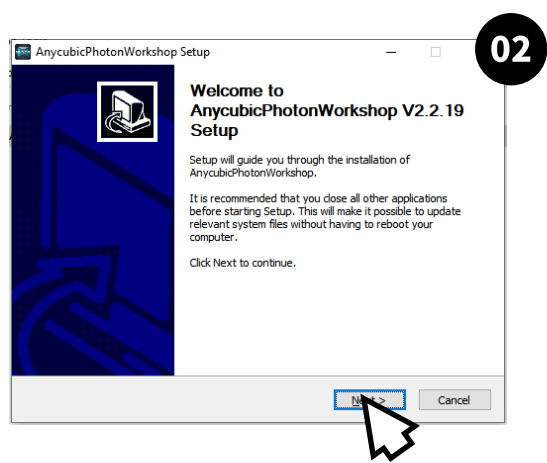 02
AnycubicPhotonWorkshop Setup
Welcome to
AnycubicPhotonWorkshop V2.2.19
Setup
Setup will guide you through the installation of
AnycubicPhotonWorkshop.
It is recommended that you close all other applications
before starting Setup. This will make it possible to update
relevant system files without having to reboot your
computer.
Click Next to continue.
Next >
Cancel